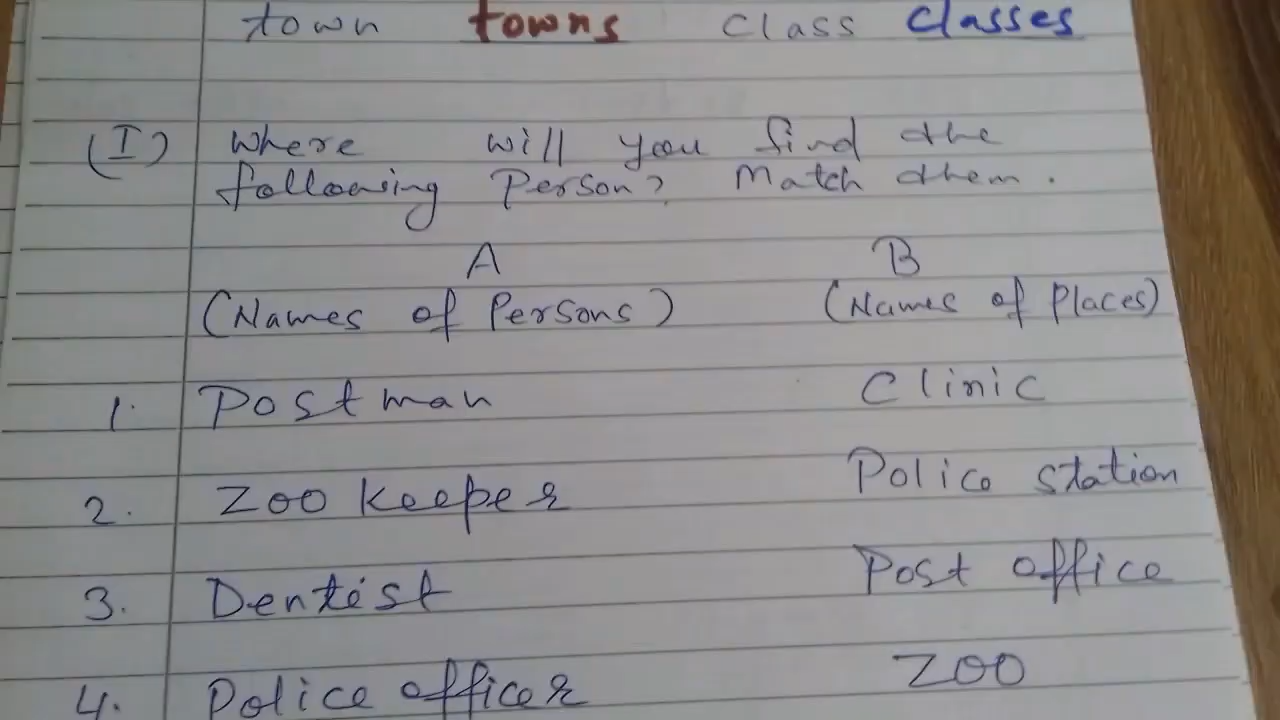 town towns class classes
(I) Where will you find the
following Person? Match them.
A B
(Names of Persons) (Names of Places)
1. Postman Clinic
2. Zoo keeper Police station
3. Dentist Post office
4. Police officer Zoo